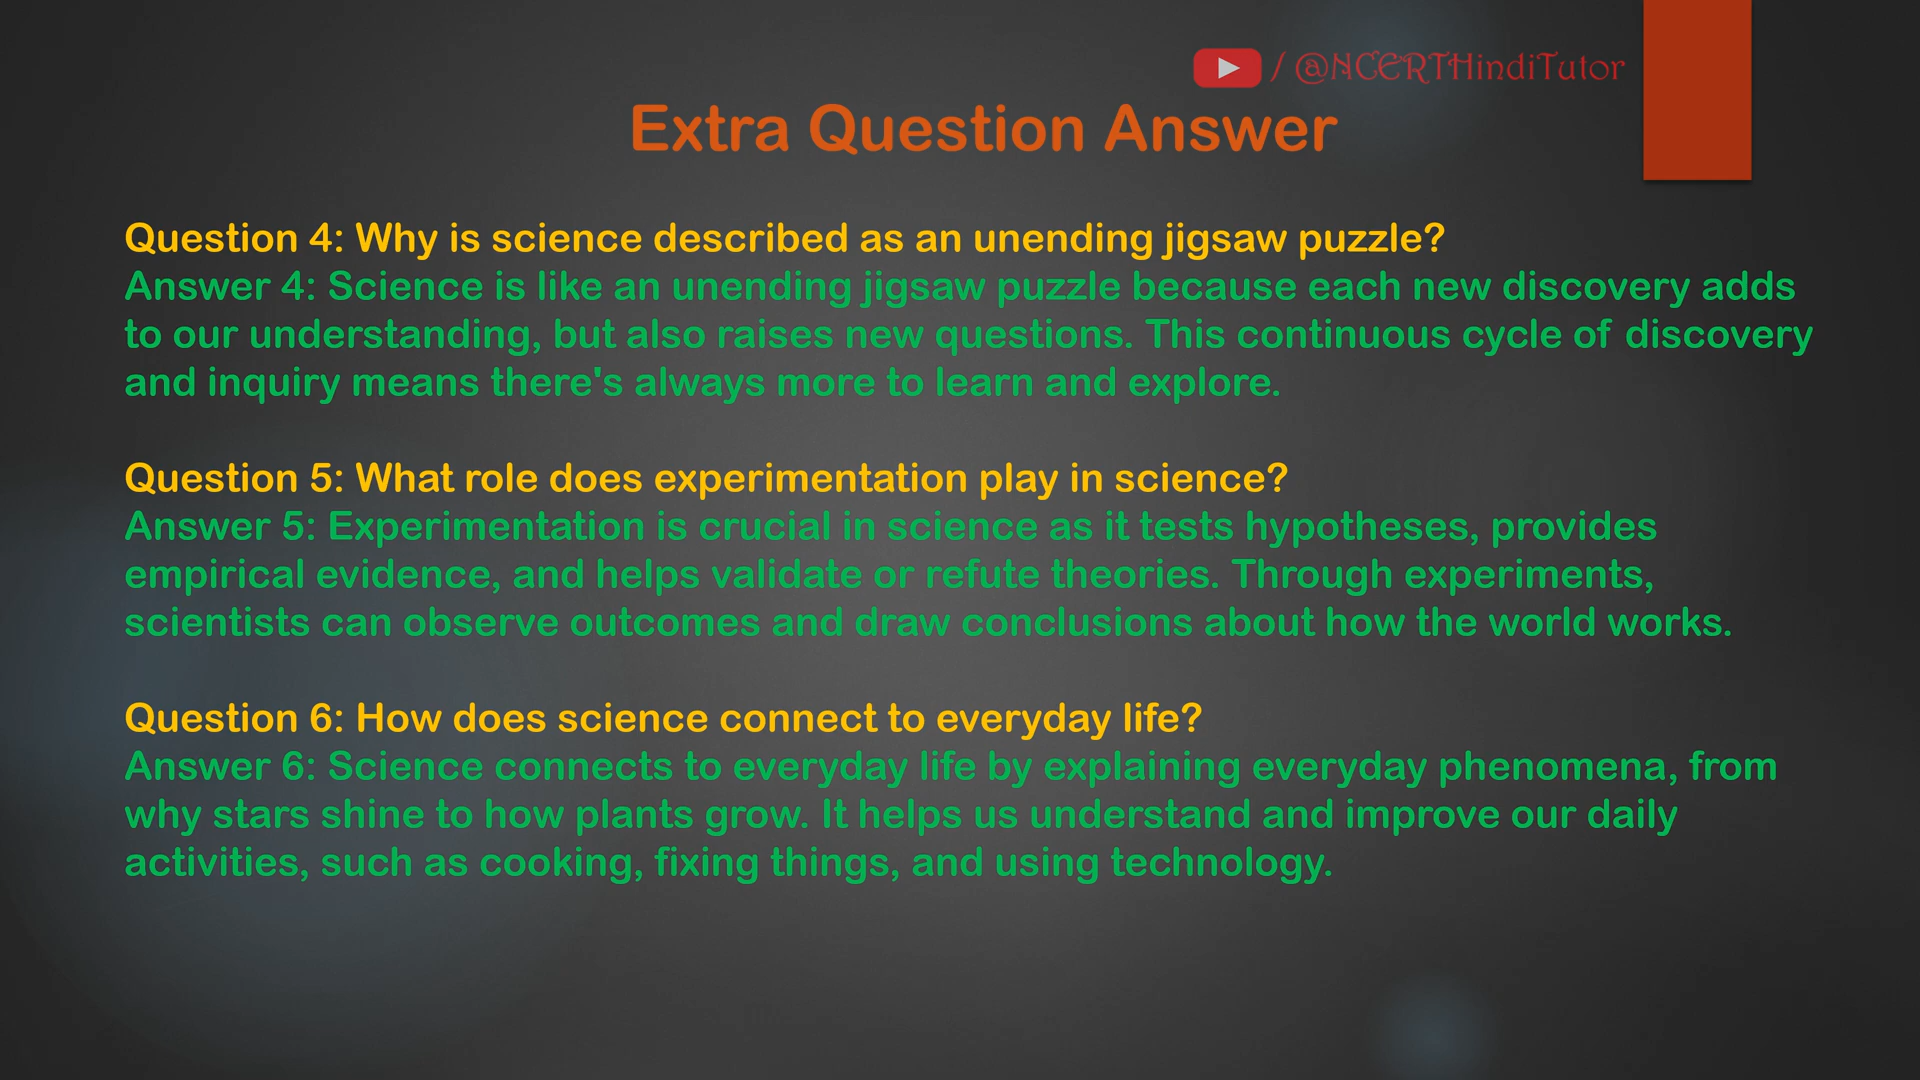 / @NCERTHindiTutor
Extra Question Answer
Question 4: Why is science described as an unending jigsaw puzzle?
Answer 4: Science is like an unending jigsaw puzzle because each new discovery adds
to our understanding, but also raises new questions. This continuous cycle of discovery
and inquiry means there's always more to learn and explore.
Question 5: What role does experimentation play in science?
Answer 5: Experimentation is crucial in science as it tests hypotheses, provides
empirical evidence, and helps validate or refute theories. Through experiments,
scientists can observe outcomes and draw conclusions about how the world works.
Question 6: How does science connect to everyday life?
Answer 6: Science connects to everyday life by explaining everyday phenomena, from
why stars shine to how plants grow. It helps us understand and improve our daily
activities, such as cooking, fixing things, and using technology.